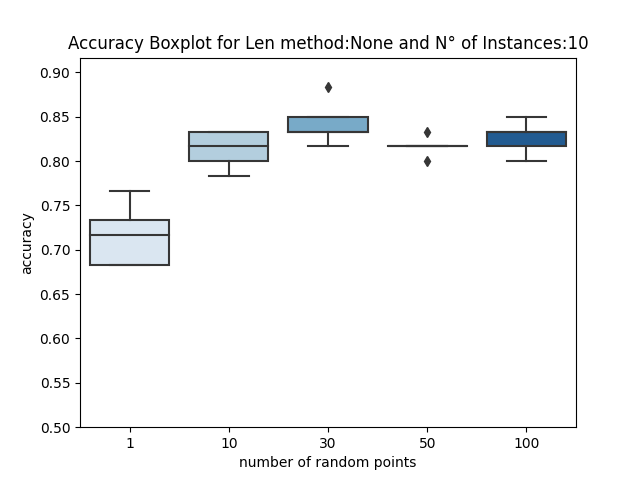 Accuracy Boxplot for Len method:None and N° of Instances:10
0.90
0.85
0.80
0.75
0.70
0.65
0.60
0.55
0.50
accuracy
1 10 30 50 100
number of random points